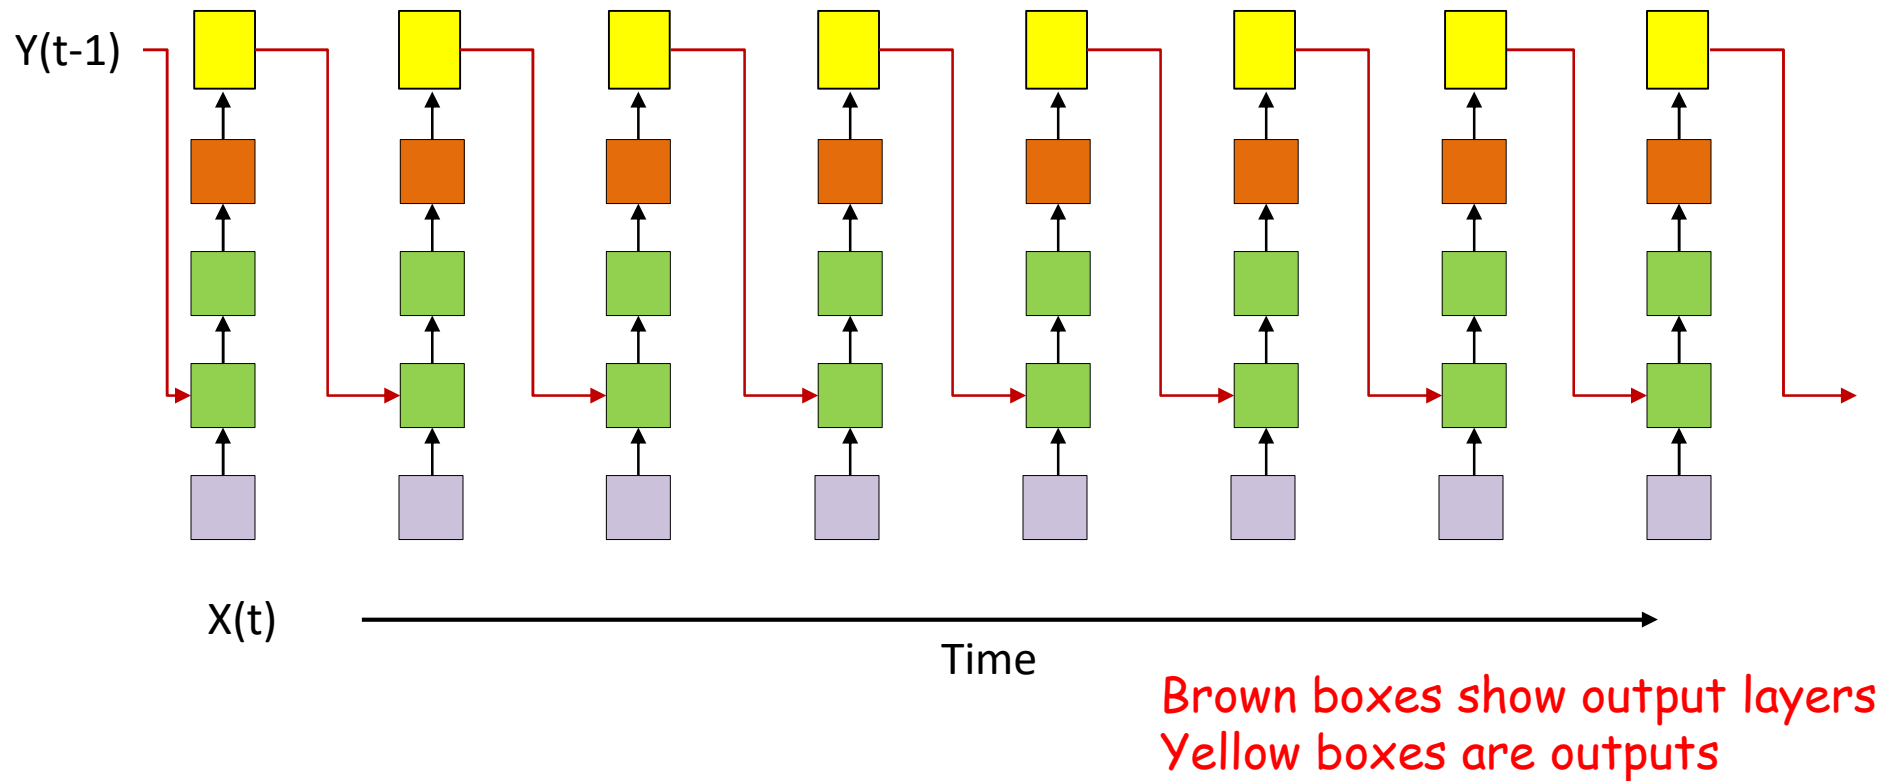 Y(t-1)
X(t)
Time
Brown boxes show output layers
Yellow boxes are outputs